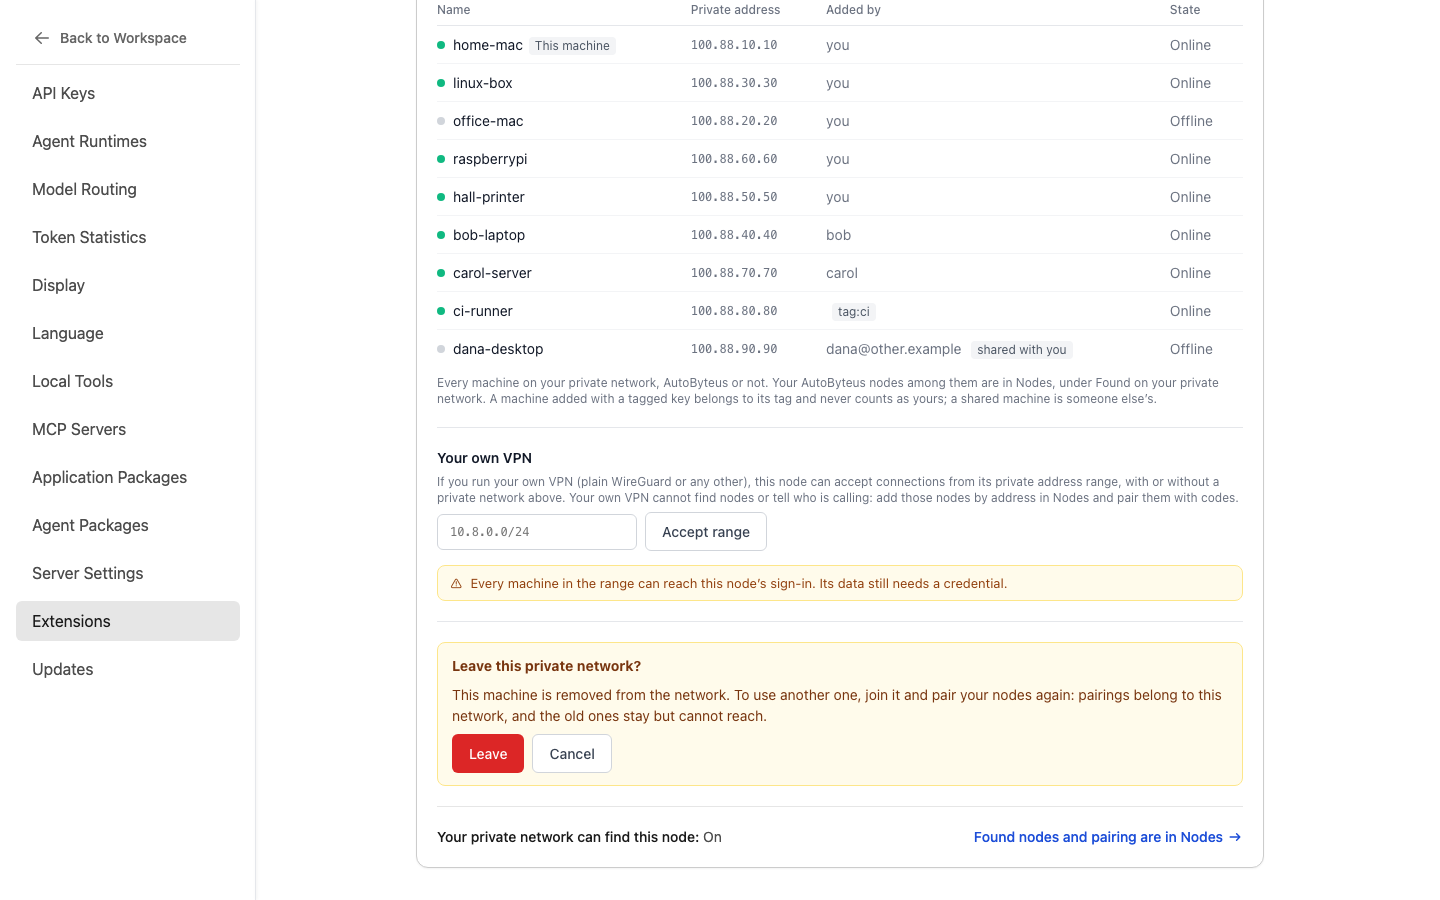 Back to Workspace
API Keys
Agent Runtimes
Model Routing
Token Statistics
Display
Language
Local Tools
MCP Servers
Application Packages
Agent Packages
Server Settings
Extensions
Updates
Name Private address Added by State
home-mac This machine 100.88.10.10 you Online
linux-box 100.88.30.30 you Online
office-mac 100.88.20.20 you Offline
raspberrypi 100.88.60.60 you Online
hall-printer 100.88.50.50 you Online
bob-laptop 100.88.40.40 bob Online
carol-server 100.88.70.70 carol Online
ci-runner 100.88.80.80 tag:ci Online
dana-desktop 100.88.90.90 dana@other.example shared with you Offline
Every machine on your private network, AutoByteus or not. Your AutoByteus nodes among them are in Nodes, under Found on your private
network. A machine added with a tagged key belongs to its tag and never counts as yours; a shared machine is someone else's.
Your own VPN
If you run your own VPN (plain WireGuard or any other), this node can accept connections from its private address range, with or without a
private network above. Your own VPN cannot find nodes or tell who is calling: add those nodes by address in Nodes and pair them with codes.
10.8.0.0/24 Accept range
Every machine in the range can reach this node's sign-in. Its data still needs a credential.
Leave this private network?
This machine is removed from the network. To use another one, join it and pair your nodes again: pairings belong to this
network, and the old ones stay but cannot reach.
Leave Cancel
Your private network can find this node: On Found nodes and pairing are in Nodes →